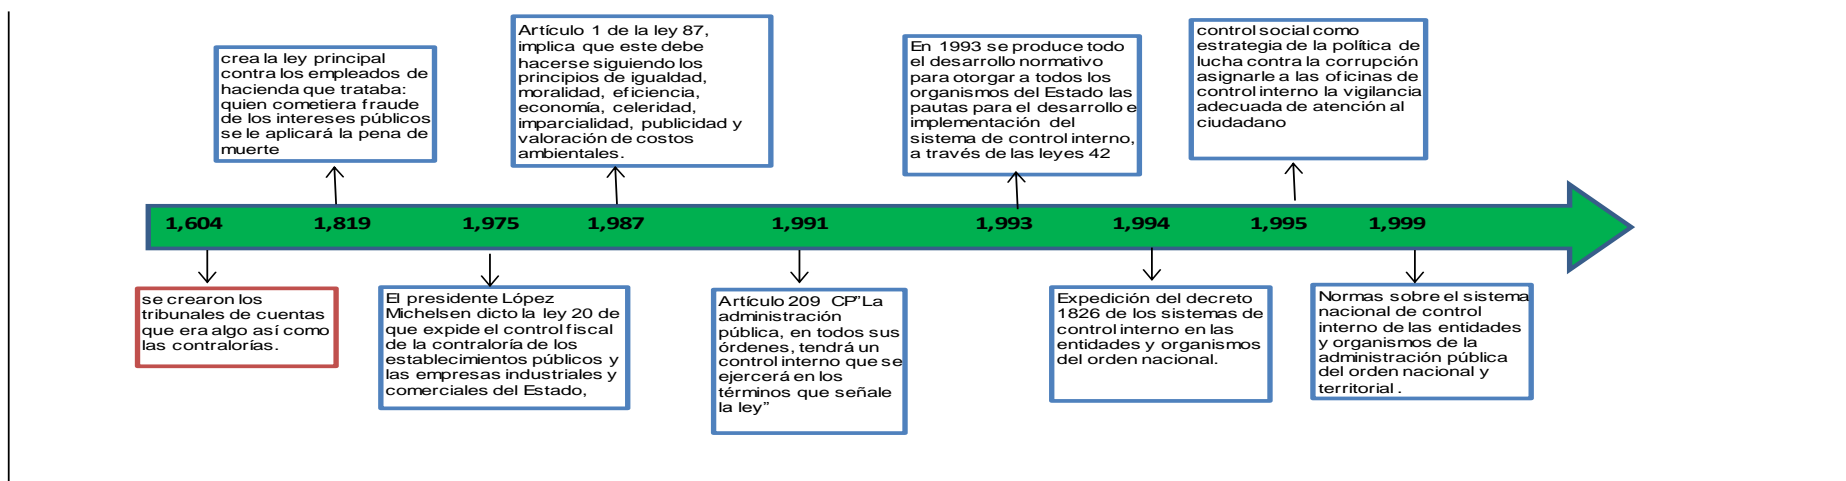 crea la ley principal
contra los empleados de
hacienda que trataba:
quien cometiera fraude
de los intereses públicos
se le aplicará la pena de
muerte
Artículo 1 de la ley 87,
implica que este debe
hacerse siguiendo los
principios de igualdad,
moralidad, eficiencia,
economía, celeridad,
imparcialidad, publicidad y
valoración de costos
ambientales.
En 1993 se produce todo
el desarrollo normativo
para otorgar a todos los
organismos del Estado las
pautas para el desarrollo e
implementación del
sistema de control interno,
a través de las leyes 42
control social como
estrategia de la política de
lucha contra la corrupción
asignarle a las oficinas de
control interno la vigilancia
adecuada de atención al
ciudadano
1,604 1,819 1,975 1,987 1,991 1,993 1,994 1,995 1,999
se crearon los
tribunales de cuentas
que era algo así como
las contralorías.
El presidente López
Michelsen dicto la ley 20 de
que expide el control fiscal
de la contraloría de los
establecimientos públicos y
las empresas industriales y
comerciales del Estado,
Artículo 209 CP"La
administración
pública, en todos sus
órdenes, tendrá un
control interno que se
ejercerá en los
términos que señale
la ley”
Expedición del decreto
1826 de los sistemas de
control interno en las
entidades y organismos
del orden nacional.
Normas sobre el sistema
nacional de control
interno de las entidades
y organismos de la
administración pública
del orden nacional y
territorial .